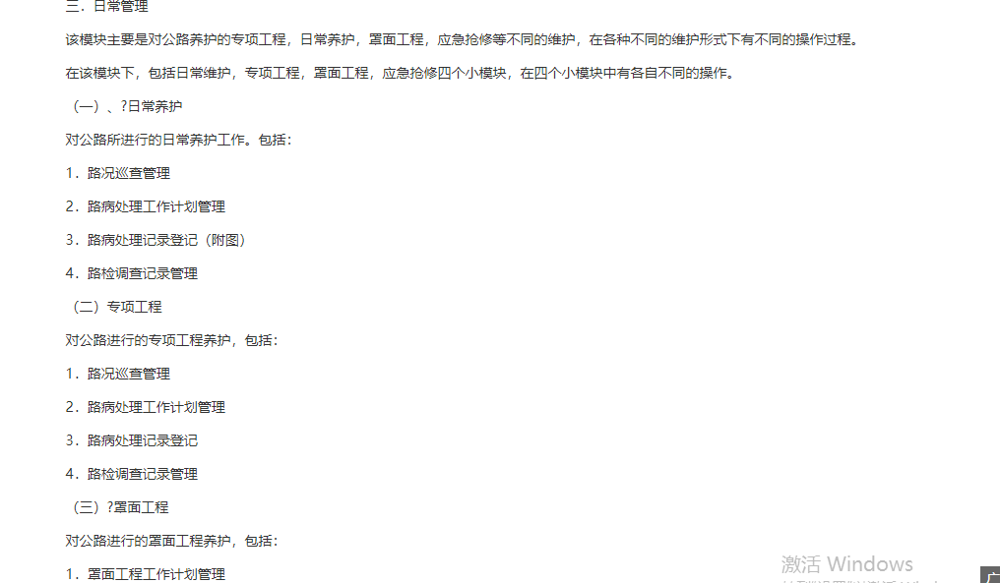 三．日常管理
该模块主要是对公路养护的专项工程，日常养护，罩面工程，应急抢修等不同的维护，在各种不同的维护形式下有不同的操作过程。
在该模块下，包括日常维护，专项工程，罩面工程，应急抢修四个小模块，在四个小模块中有各自不同的操作。
（一）、?日常养护
对公路所进行的日常养护工作。包括：
1．路况巡查管理
2．路病处理工作计划管理
3．路病处理记录登记（附图）
4．路检调查记录管理
（二）专项工程
对公路进行的专项工程养护，包括：
1．路况巡查管理
2．路病处理工作计划管理
3．路病处理记录登记
4．路检调查记录管理
（三）?罩面工程
对公路进行的罩面工程养护，包括：
1．罩面工程工作计划管理
激活 Windows